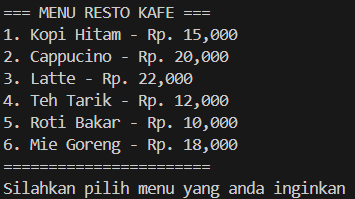 === MENU RESTO KAFE ===
1. Kopi Hitam - Rp. 15,000
2. Cappucino - Rp. 20,000
3. Latte - Rp. 22,000
4. Teh Tarik - Rp. 12,000
5. Roti Bakar - Rp. 10,000
6. Mie Goreng - Rp. 18,000
=======================
Silahkan pilih menu yang anda inginkan